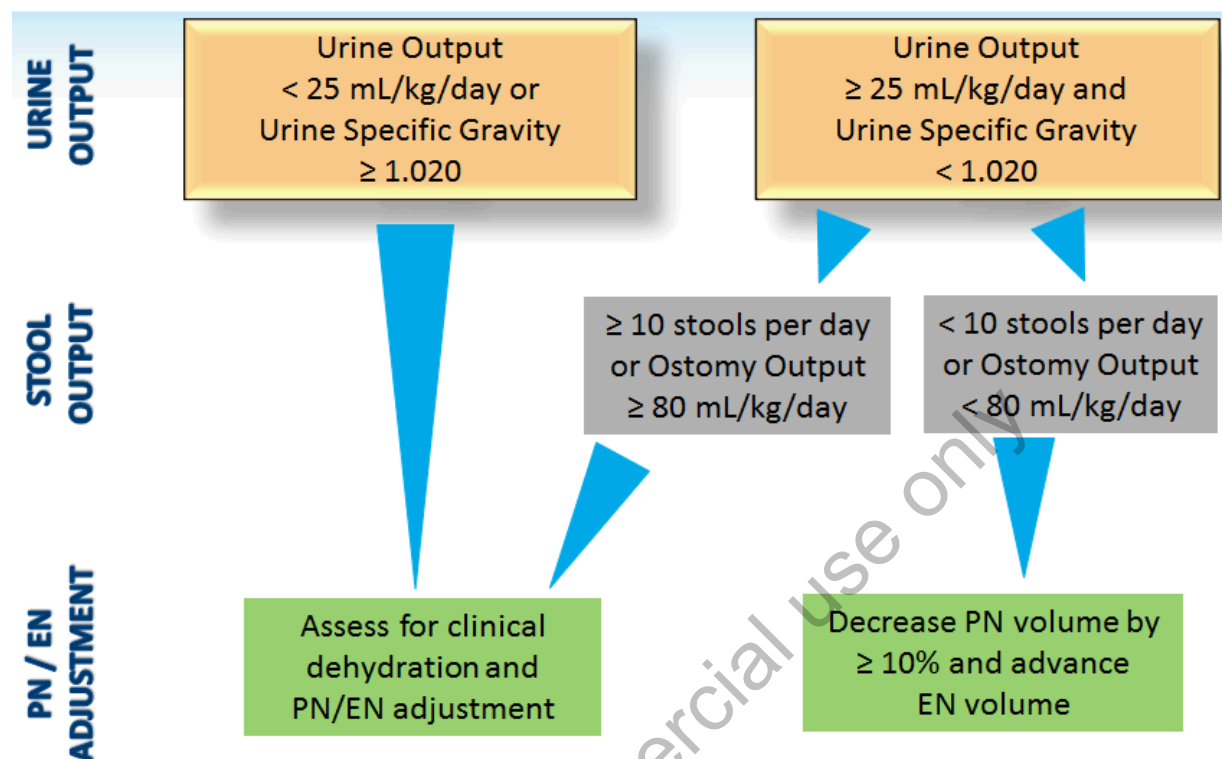 URINE
OUTPUT
Urine Output
< 25 mL/kg/day or
Urine Specific Gravity
≥ 1.020
Urine Output
≥ 25 mL/kg/day and
Urine Specific Gravity
< 1.020
STOOL
OUTPUT
≥ 10 stools per day
or Ostomy Output
≥ 80 mL/kg/day
< 10 stools per day
or Ostomy Output
< 80 mL/kg/day
PN / EN
ADJUSTMENT
Assess for clinical
dehydration and
PN/EN adjustment
Decrease PN volume by
≥ 10% and advance
EN volume
ercial use only